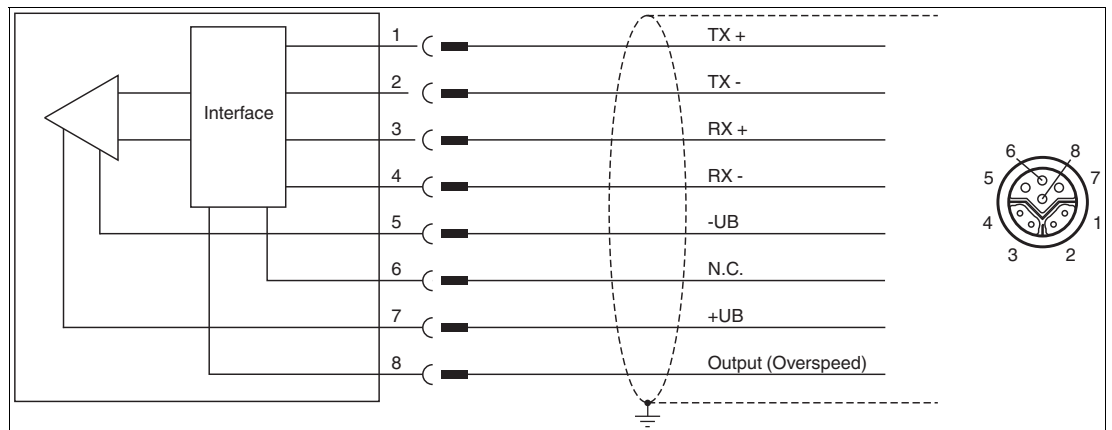 1 TX +
2 TX -
Interface
3 RX +
4 RX -
5 -UB
6 N.C.
7 +UB
8 Output (Overspeed)
6 8
5 7
4 1
3 2